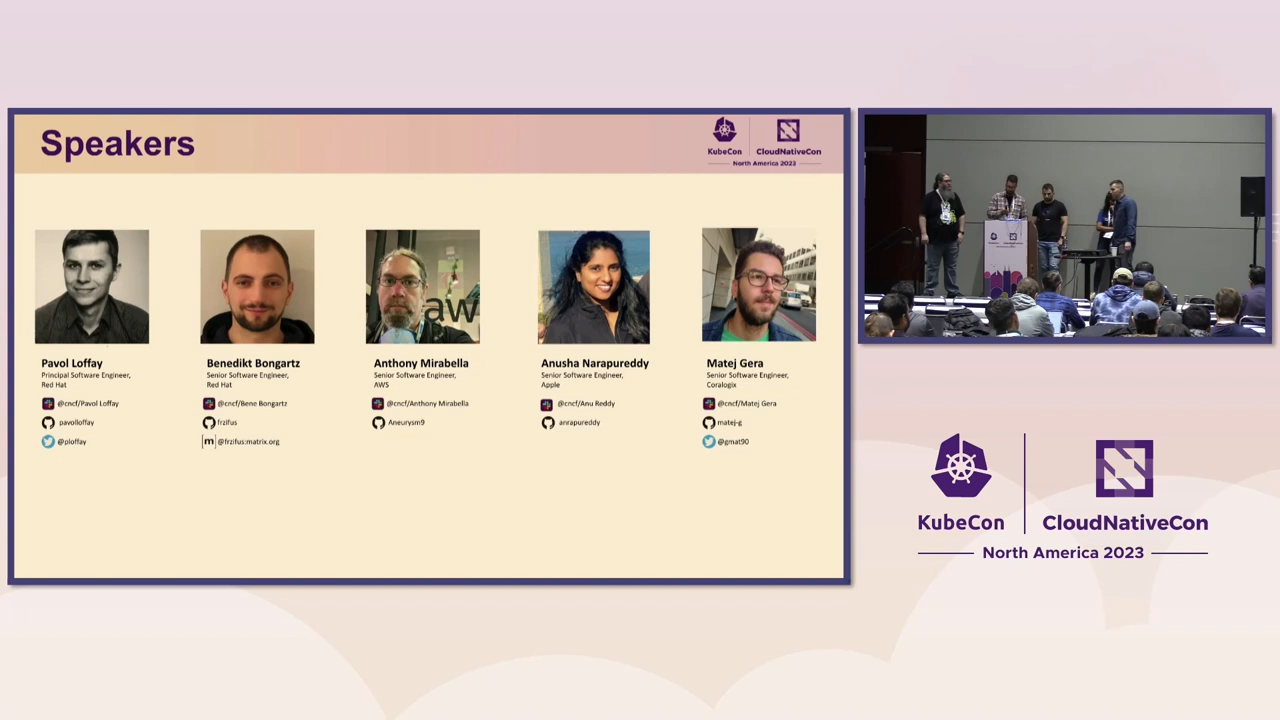 Speakers
KubeCon
CloudNativeCon
North America 2023
Pavol Loffay
Principal Software Engineer,
Red Hat
@cncf/Pavol Loffay
pavolloffay
@ploffay
Benedikt Bongartz
Senior Software Engineer,
Red Hat
@cncf/Bene Bongartz
frzifus
m
@frzifus:matrix.org
aw
Anthony Mirabella
Senior Software Engineer,
AWS
@cncf/Anthony Mirabella
Aneurysm9
Anusha Narapureddy
Senior Software Engineer,
Apple
@cncf/Anu Reddy
anrapureddy
Matej Gera
Senior Software Engineer,
Coralogix
@cncf/Matej Gera
matej-g
@gmat90
KubeCon
CloudNativeCon
North America 2023